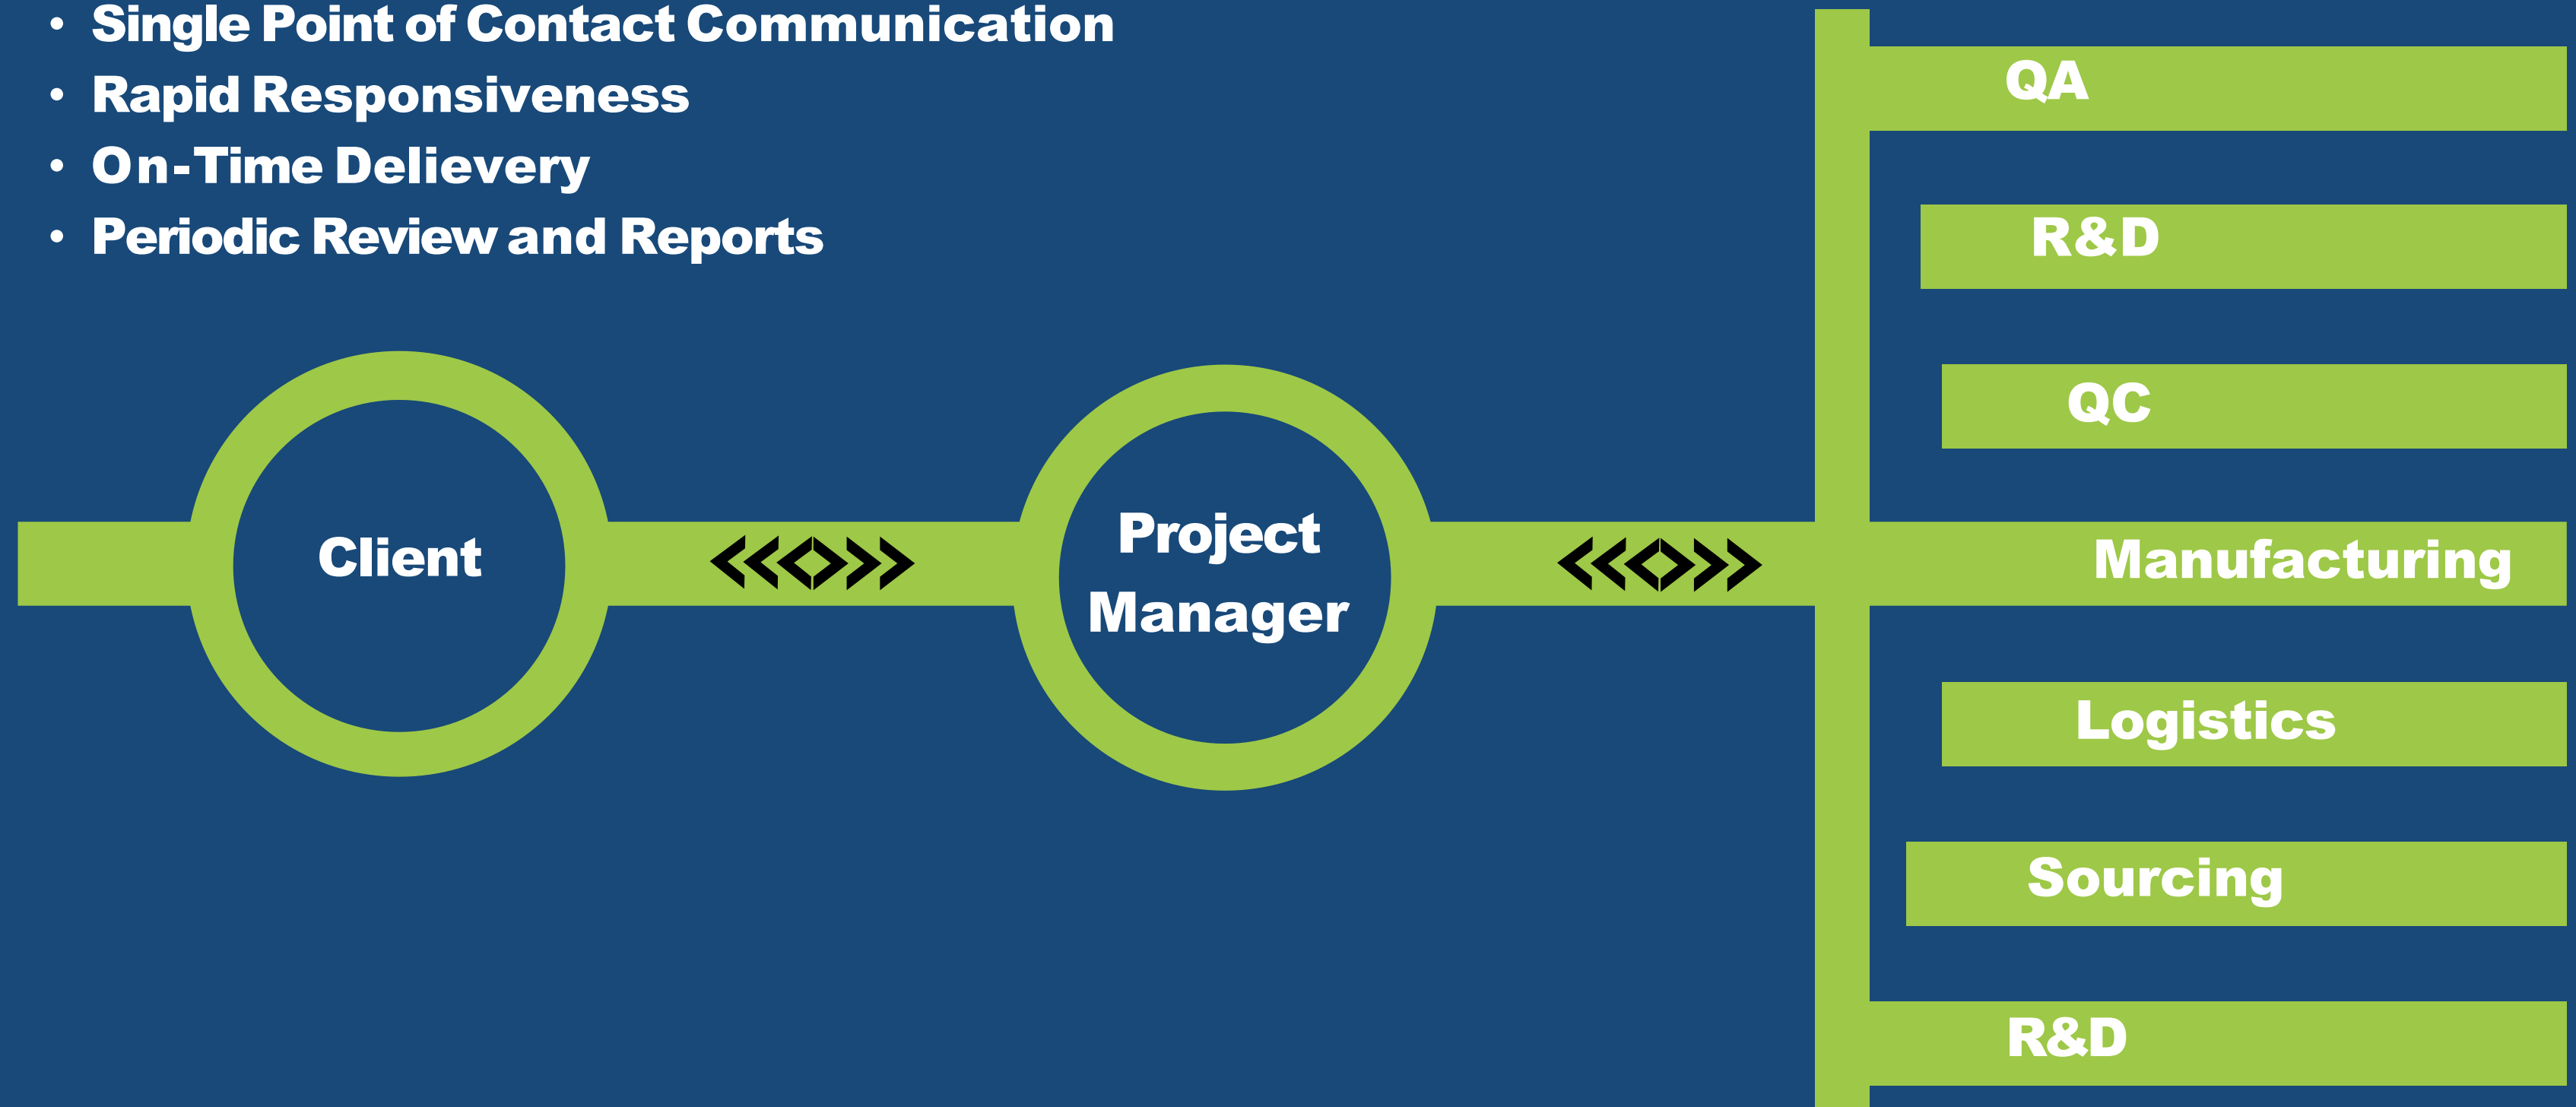 • Single Point of Contact Communication
• Rapid Responsiveness
• On-Time Delievery
• Periodic Review and Reports
Client
Project
Manager
QA
R&D
QC
Manufacturing
Logistics
Sourcing
R&D